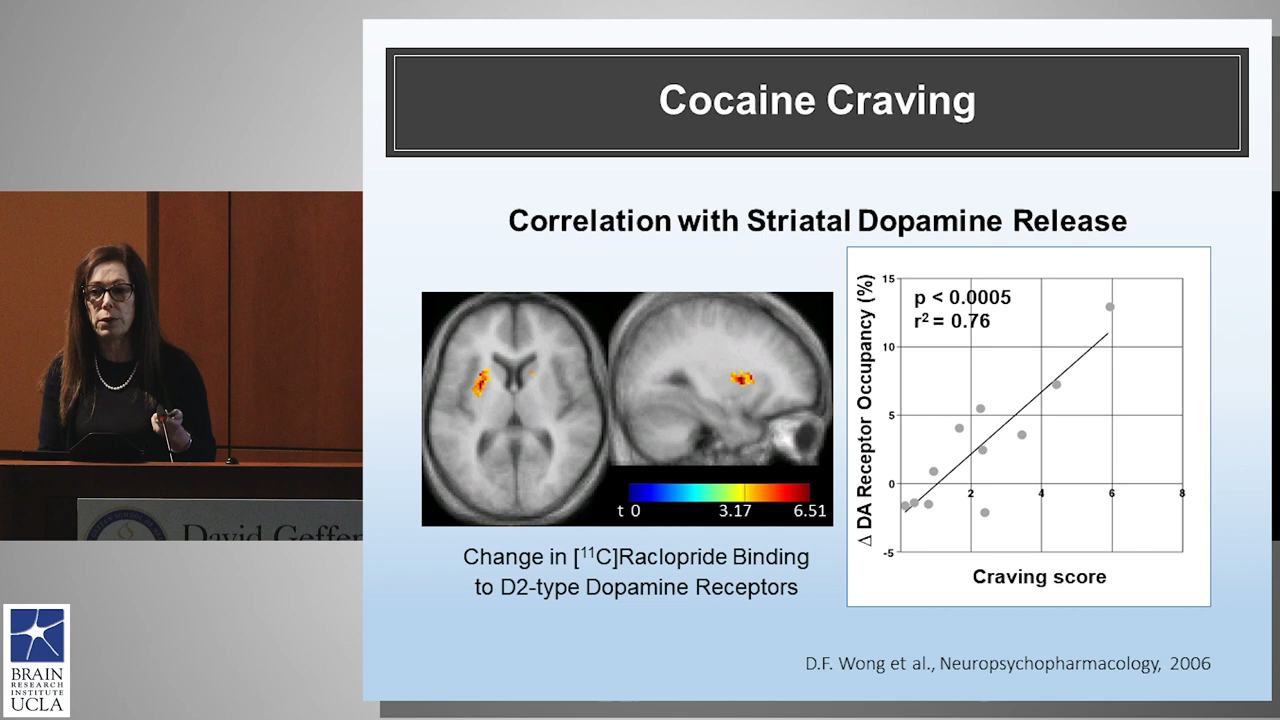 Cocaine Craving
Correlation with Striatal Dopamine Release
t 0 3.17 6.51
Change in [¹¹C]Raclopride Binding
to D2-type Dopamine Receptors
p < 0.0005
r² = 0.76
Δ DA Receptor Occupancy (%)
15
10
5
0
-5
2 4 6 8
Craving score
D.F. Wong et al., Neuropsychopharmacology, 2006
David Geffen
BRAIN
RESEARCH
INSTITUTE
UCLA